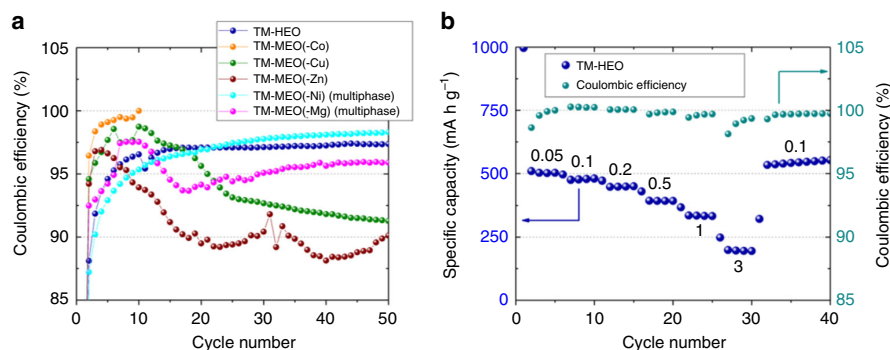 a
105
100
95
90
85
Coulombic efficiency (%)
0
10
20
30
40
50
Cycle number
TM-HEO
TM-MEO(-Co)
TM-MEO(-Cu)
TM-MEO(-Zn)
TM-MEO(-Ni) (multiphase)
TM-MEO(-Mg) (multiphase)
b
1000
750
500
250
0
Specific capacity (mA h g⁻¹)
TM-HEO
Coulombic efficiency
0.05
0.1
0.2
0.5
1
3
0.1
0
10
20
30
40
Cycle number
105
100
95
90
85
Coulombic efficiency (%)